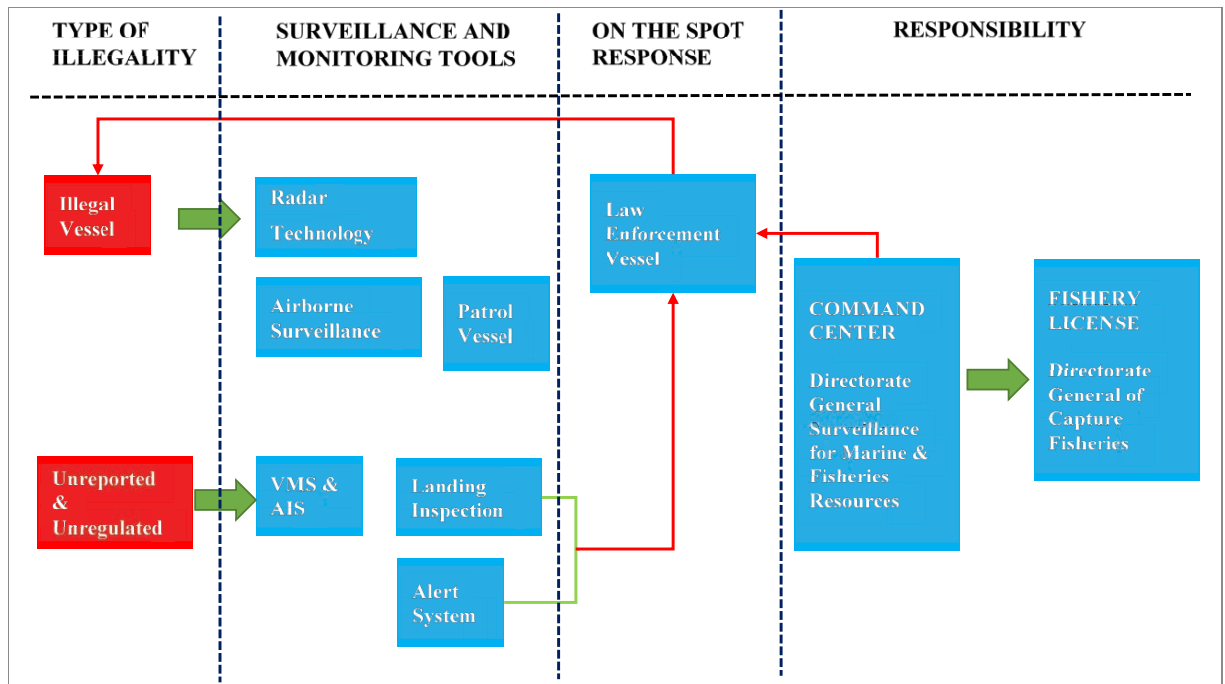 TYPE OF
ILLEGALITY
SURVEILLANCE AND
MONITORING TOOLS
ON THE SPOT
RESPONSE
RESPONSIBILITY
Illegal
Vessel
Radar
Technology
Airborne
Surveillance
Patrol
Vessel
Law
Enforcement
Vessel
COMMAND
CENTER
Directorate
General
Surveillance
for Marine &
Fisheries
Resources
FISHERY
LICENSE
Directorate
General of
Capture
Fisheries
Unreported
&
Unregulated
VMS &
AIS
Landing
Inspection
Alert
System